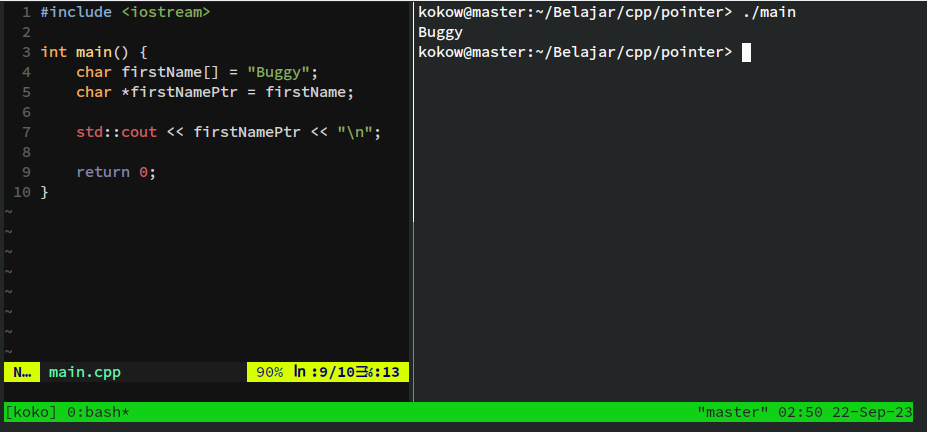 1 #include <iostream>
2
3 int main() {
4     char firstName[] = "Buggy";
5     char *firstNamePtr = firstName;
6
7     std::cout << firstNamePtr << "\n";
8
9     return 0;
10 }
~
~
~
~
~
~
~
~
N… main.cpp 90% ㏑:9/10☰℅:13
kokow@master:~/Belajar/cpp/pointer> ./main
Buggy
kokow@master:~/Belajar/cpp/pointer>
[koko] 0:bash* "master" 02:50 22-Sep-23